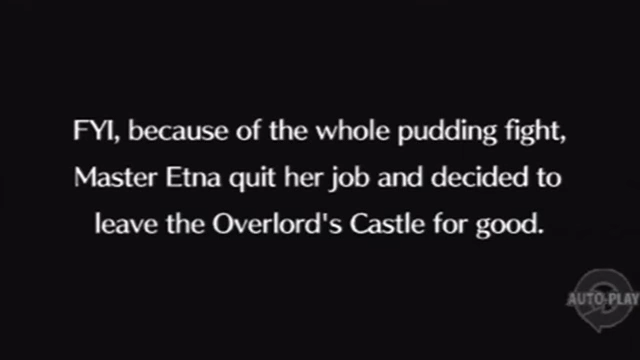 FYI, because of the whole pudding fight,
Master Etna quit her job and decided to
leave the Overlord's Castle for good.
AUTO-PLAY